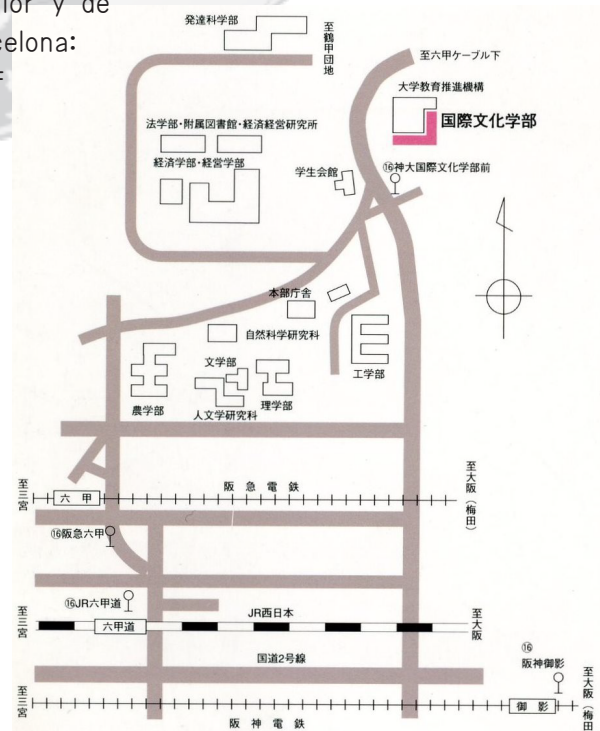 lor y de
celona:
発達科学部
至鶴甲団地
至六甲ケーブル下
大学教育推進機構
国際文化学部
法学部・附属図書館・経済経営研究所
経済学部・経営学部
学生会館
⑯神大国際文化学部前
本部庁舎
自然科学研究科
文学部
工学部
農学部
人文学研究科
理学部
阪急電鉄
至三宮
六甲
至大阪(梅田)
⑯阪急六甲
⑯JR六甲道
JR西日本
至三宮
六甲道
至大阪
国道2号線
⑯
阪神御影
至三宮
阪神電鉄
御影
至大阪(梅田